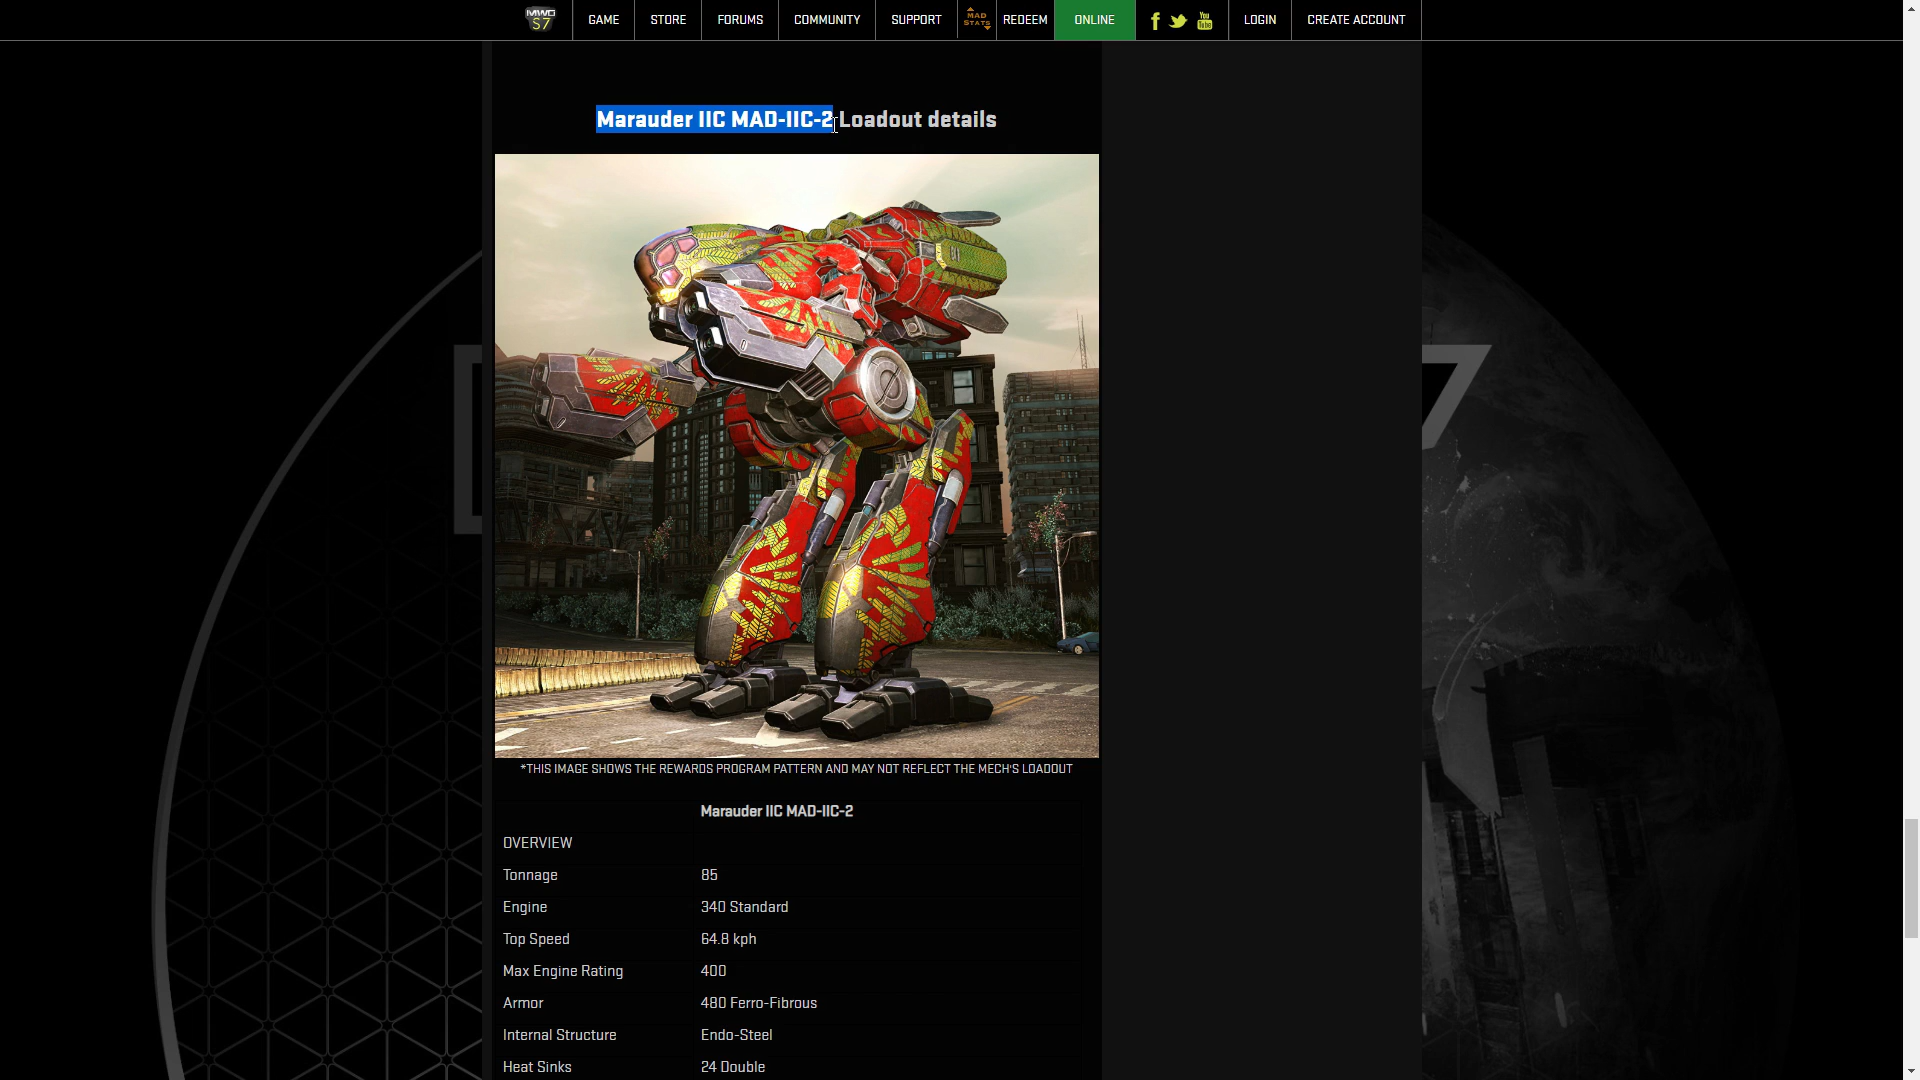 MWO
S7
GAME
STORE
FORUMS
COMMUNITY
SUPPORT
MAD
STATS
REDEEM
ONLINE
f
You
Tube
LOGIN
CREATE ACCOUNT
Marauder IIC MAD-IIC-2 Loadout details
7
*THIS IMAGE SHOWS THE REWARDS PROGRAM PATTERN AND MAY NOT REFLECT THE MECH'S LOADOUT
Marauder IIC MAD-IIC-2
OVERVIEW
Tonnage 85
Engine 340 Standard
Top Speed 64.8 kph
Max Engine Rating 400
Armor 480 Ferro-Fibrous
Internal Structure Endo-Steel
Heat Sinks 24 Double